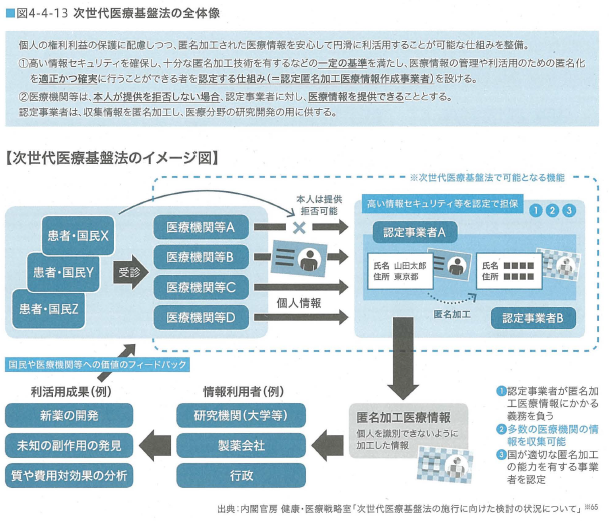 ■図4-4-13 次世代医療基盤法の全体像
個人の権利利益の保護に配慮しつつ、匿名加工された医療情報を安心して円滑に利活用することが可能な仕組みを整備。
①高い情報セキュリティを確保し、十分な匿名加工技術を有するなどの一定の基準を満たし、医療情報の管理や利活用のための匿名化
を適正かつ確実に行うことができる者を認定する仕組み(=認定匿名加工医療情報作成事業者)を設ける。
②医療機関等は、本人が提供を拒否しない場合、認定事業者に対し、医療情報を提供できることとする。
認定事業者は、収集情報を匿名加工し、医療分野の研究開発の用に供する。
【次世代医療基盤法のイメージ図】
※次世代医療基盤法で可能となる機能
患者・国民X
患者・国民Y
患者・国民Z
受診
医療機関等A
医療機関等B
医療機関等C
医療機関等D
本人は提供
拒否可能
個人情報
高い情報セキュリティ等を認定で担保
①②③
認定事業者A
氏名 山田太郎
住所 東京都
氏名 ■■■■
住所 ■■■■
匿名加工
認定事業者B
国民や医療機関等への価値のフィードバック
利活用成果(例)
新薬の開発
未知の副作用の発見
質や費用対効果の分析
情報利用者(例)
研究機関(大学等)
製薬会社
行政
匿名加工医療情報
個人を識別できないように
加工した情報
①認定事業者が匿名加
工医療情報にかかる
義務を負う
②多数の医療機関の情
報を収集可能
③国が適切な匿名加工
の能力を有する事業
者を認定
出典:内閣官房 健康・医療戦略室「次世代医療基盤法の施行に向けた検討の状況について」※65